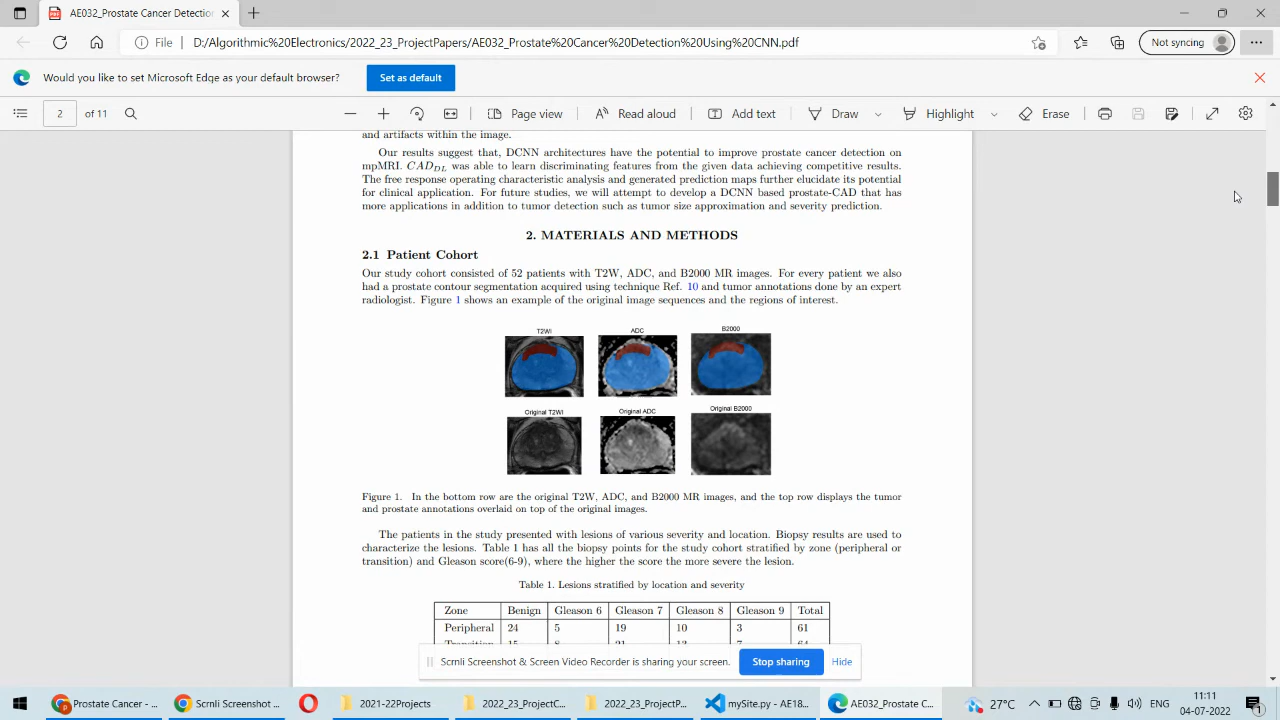 AE032_Prostate Cancer Detection
File D:/Algorithmic%20Electronics/2022_23_ProjectPapers/AE032_Prostate%20Cancer%20Detection%20Using%20CNN.pdf
Not syncing
Would you like to set Microsoft Edge as your default browser? Set as default
2 of 11 Page view Read aloud Add text Draw Highlight Erase
and artifacts within the image.
Our results suggest that, DCNN architectures have the potential to improve prostate cancer detection on
mpMRI. CADDL was able to learn discriminating features from the given data achieving competitive results.
The free response operating characteristic analysis and generated prediction maps further elucidate its potential
for clinical application. For future studies, we will attempt to develop a DCNN based prostate-CAD that has
more applications in addition to tumor detection such as tumor size approximation and severity prediction.
2. MATERIALS AND METHODS
2.1 Patient Cohort
Our study cohort consisted of 52 patients with T2W, ADC, and B2000 MR images. For every patient we also
had a prostate contour segmentation acquired using technique Ref. 10 and tumor annotations done by an expert
radiologist. Figure 1 shows an example of the original image sequences and the regions of interest.
T2WI ADC B2000
Original T2WI Original ADC Original B2000
Figure 1. In the bottom row are the original T2W, ADC, and B2000 MR images, and the top row displays the tumor
and prostate annotations overlaid on top of the original images.
The patients in the study presented with lesions of various severity and location. Biopsy results are used to
characterize the lesions. Table 1 has all the biopsy points for the study cohort stratified by zone (peripheral or
transition) and Gleason score(6-9), where the higher the score the more severe the lesion.
Table 1. Lesions stratified by location and severity
Zone Benign Gleason 6 Gleason 7 Gleason 8 Gleason 9 Total
Peripheral 24 5 19 10 3 61
Scrnli Screenshot & Screen Video Recorder is sharing your screen. Stop sharing Hide
Prostate Cancer - ... Scrnli Screenshot ... 2021-22Projects 2022_23_ProjectP... mySite.py - AE18... AE032_Prostate C... 27°C ENG 11:11
04-07-2022